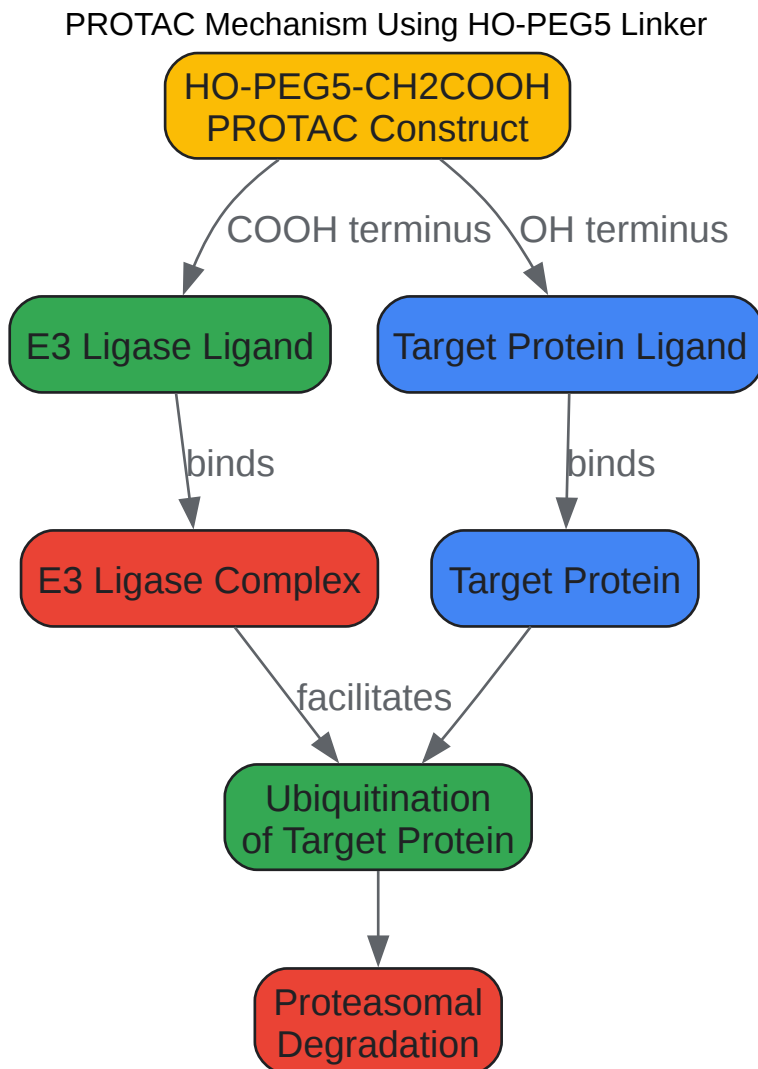 PROTAC Mechanism Using HO-PEG5 Linker
HO-PEG5-CH2COOH
PROTAC Construct
COOH terminus
OH terminus
E3 Ligase Ligand
Target Protein Ligand
binds
binds
E3 Ligase Complex
Target Protein
facilitates
Ubiquitination
of Target Protein
Proteasomal
Degradation